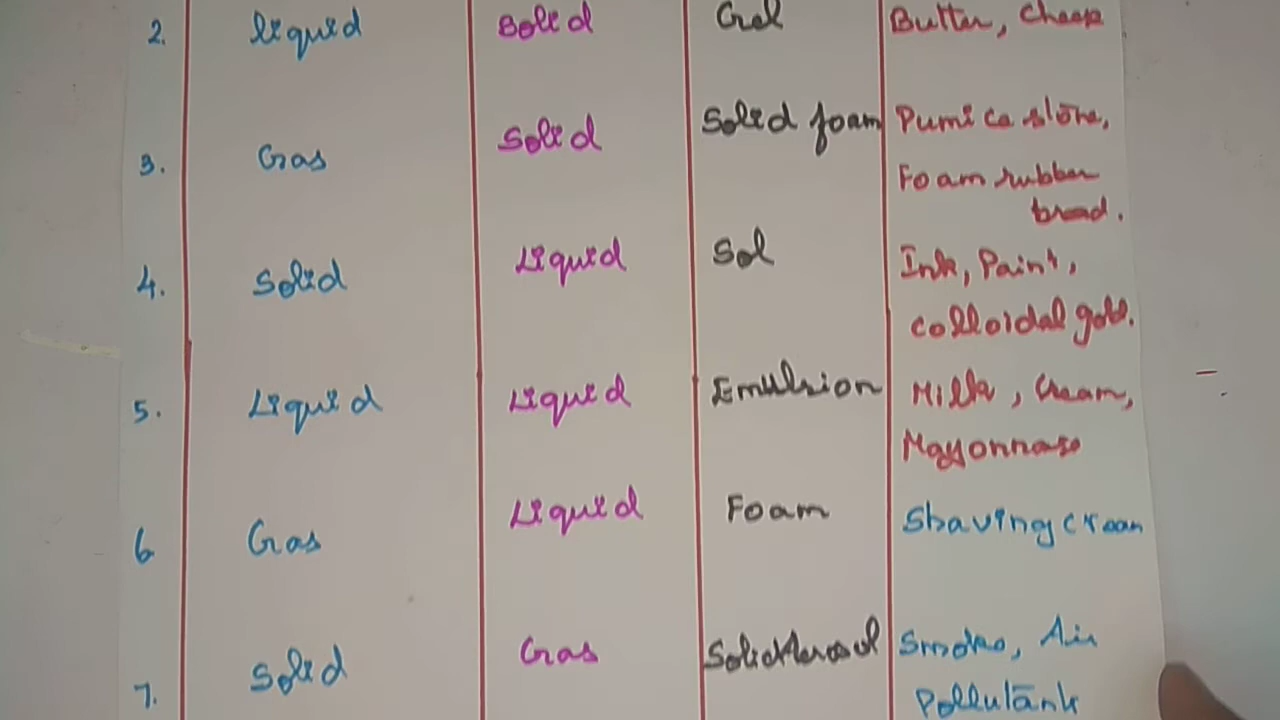 2. liquid Solid Gel Butter, Cheese
3. Gas Solid Solid foam Pumice stone,
Foam rubber
bread.
4. Solid Liquid Sol Ink, Paint,
Colloidal gold.
5. Liquid Liquid Emulsion Milk, Cream,
Mayonnase
6 Gas Liquid Foam Shaving cream
7. Solid Gas Solid Aerosol Smoke, Air
Pollutānt